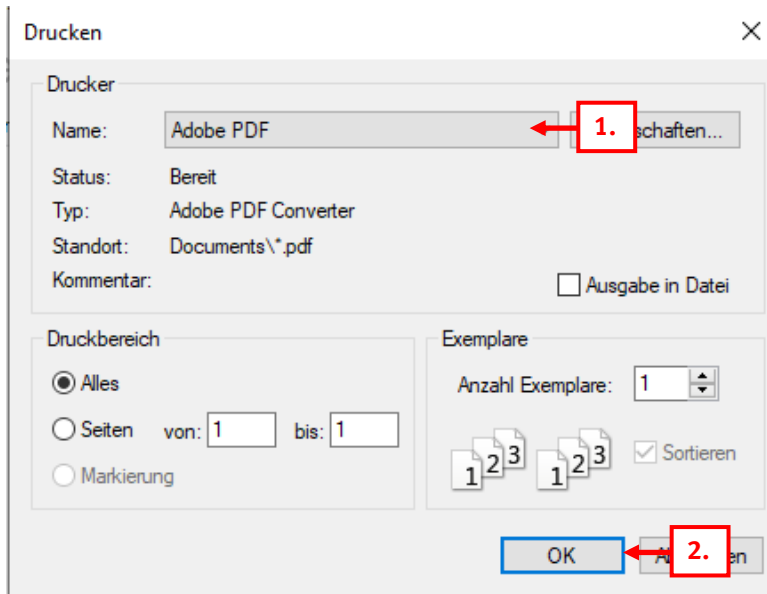 Drucken
Drucker
Name: Adobe PDF 1. schaften...
Status: Bereit
Typ: Adobe PDF Converter
Standort: Documents\*.pdf
Kommentar:
Ausgabe in Datei
Druckbereich
Alles
Seiten von: 1 bis: 1
Markierung
Exemplare
Anzahl Exemplare: 1
1 2 3 1 2 3 Sortieren
OK 2. en